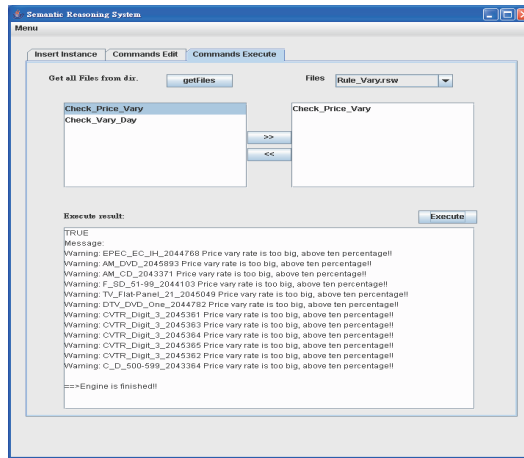 Semantic Reasoning System
Menu
Insert Instance Commands Edit Commands Execute
Get all Files from dir. getFiles Files Rule_Vary.rsw
Check_Price_Vary Check_Price_Vary
Check_Vary_Day
>>
<<
Execute result: Execute
TRUE
Message:
Warning: EPEC_EC_IH_2044768 Price vary rate is too big, above ten percentage!!
Warning: AM_DVD_2045893 Price vary rate is too big, above ten percentage!!
Warning: AM_CD_2043371 Price vary rate is too big, above ten percentage!!
Warning: F_SD_51-99_2044103 Price vary rate is too big, above ten percentage!!
Warning: TV_Flat-Panel_21_2045049 Price vary rate is too big, above ten percentage!!
Warning: DTV_DVD_One_2044782 Price vary rate is too big, above ten percentage!!
Warning: CVTR_Digit_3_2045361 Price vary rate is too big, above ten percentage!!
Warning: CVTR_Digit_3_2045363 Price vary rate is too big, above ten percentage!!
Warning: CVTR_Digit_3_2045364 Price vary rate is too big, above ten percentage!!
Warning: CVTR_Digit_3_2045365 Price vary rate is too big, above ten percentage!!
Warning: CVTR_Digit_3_2045362 Price vary rate is too big, above ten percentage!!
Warning: C_D_500-599_2043364 Price vary rate is too big, above ten percentage!!
==>Engine is finished!!